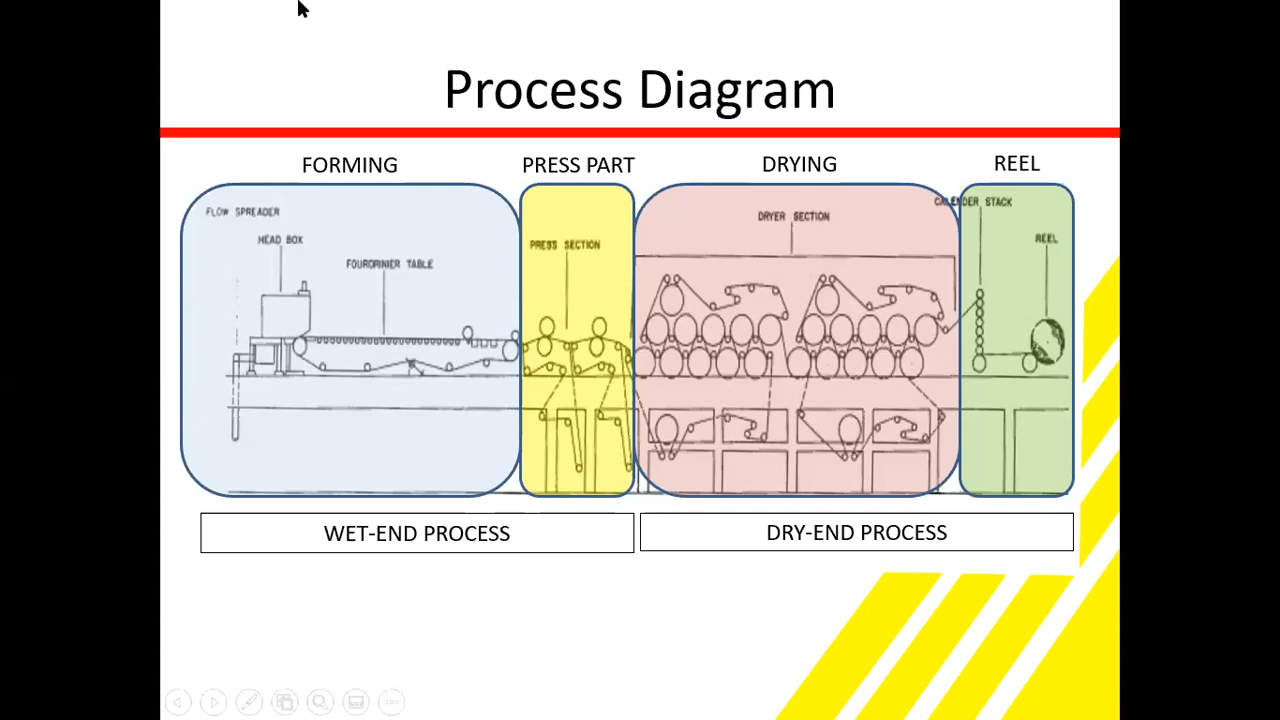 Process Diagram
FORMING
PRESS PART
DRYING
REEL
FLOW SPREADER
HEAD BOX
FOURDRINIER TABLE
PRESS SECTION
DRYER SECTION
CALENDER STACK
REEL
WET-END PROCESS
DRY-END PROCESS